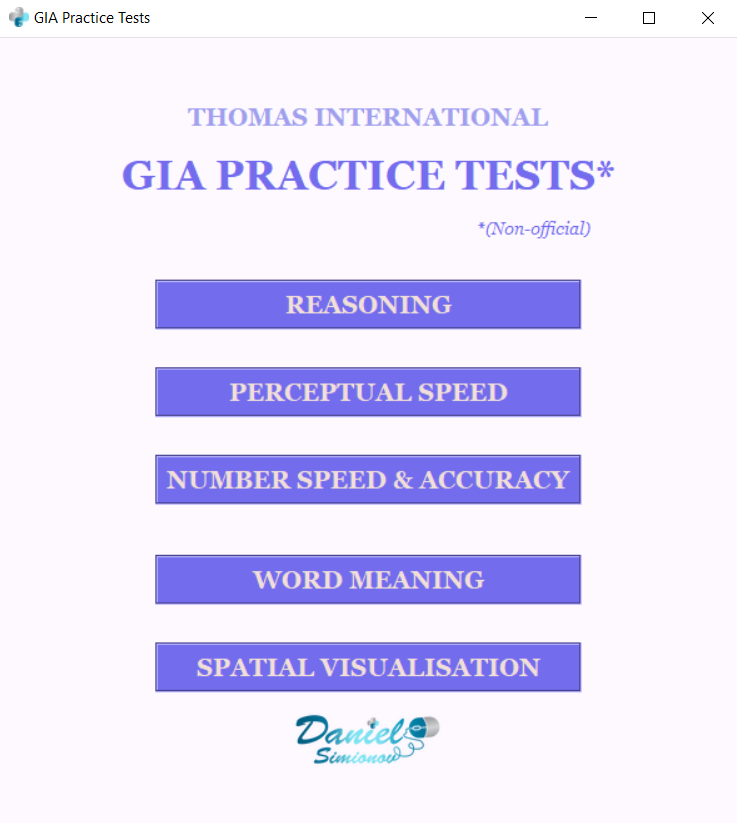 GIA Practice Tests
THOMAS INTERNATIONAL
GIA PRACTICE TESTS*
*(Non-official)
REASONING
PERCEPTUAL SPEED
NUMBER SPEED & ACCURACY
WORD MEANING
SPATIAL VISUALISATION
Daniel
Simionow